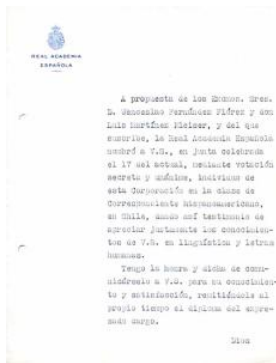 REAL ACADEMIA
ESPAÑOLA
A propuesta de los Excmos. Sres.
D. Wenceslao Fernández Flórez y don
Luis Martínez Kleiser, y del que
suscribe, la Real Academia Española
nombró a V.S., en junta celebrada
el 17 del actual, mediante votación
secreta y unánime, individuo de
esta Corporación en la clase de
Correspondiente hispanoamericano,
en Chile, dando así testimonio de
apreciar justamente los conocimien-
tos de V.S. en lingüística y letras
humanas.
Tengo la honra y dicha de comu-
nicárselo a V.S. para su conocimien-
to y satisfacción, remitiéndole al
propio tiempo el diploma del expre-
sado cargo.
Dios